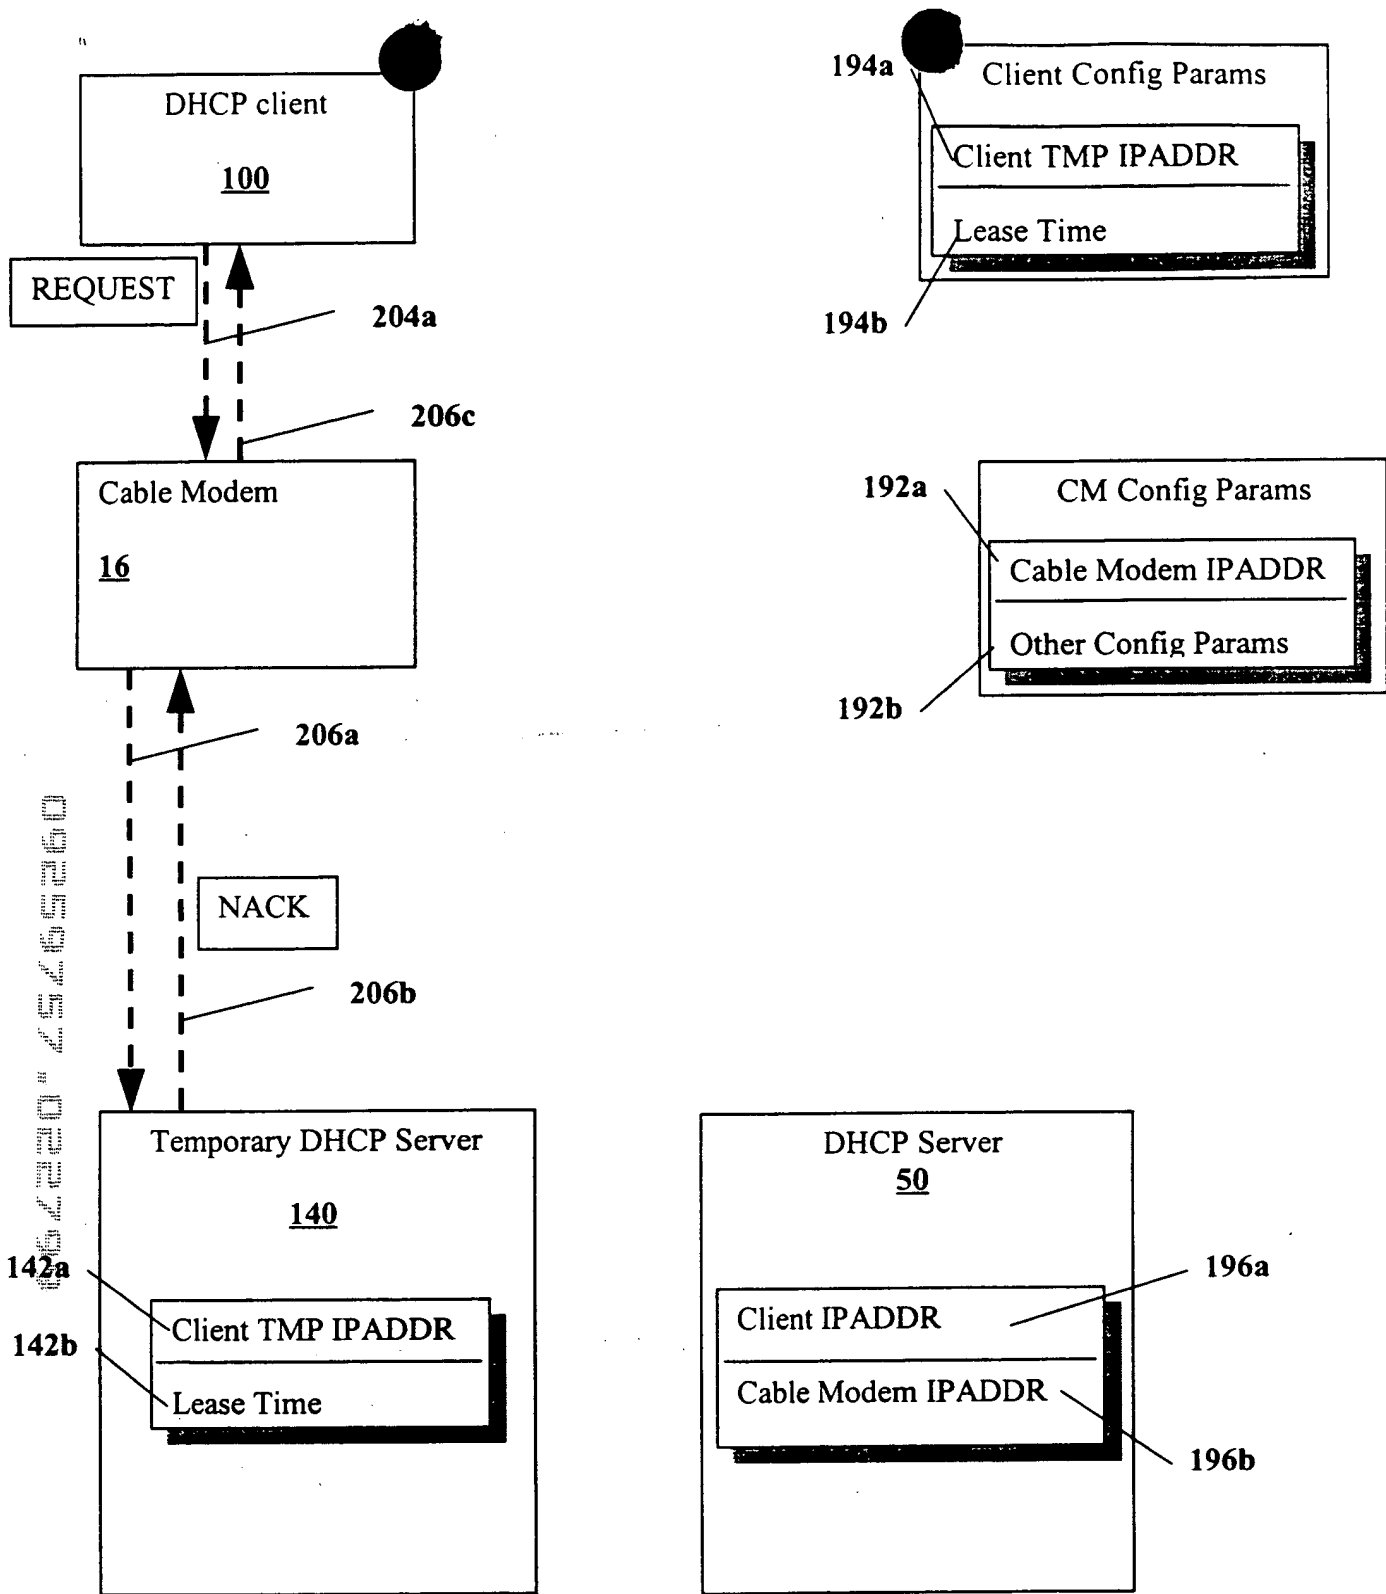 DHCP client
100
REQUEST
204a
206c
Cable Modem
16
206a
NACK
206b
Temporary DHCP Server
140
142a
Client TMP IPADDR
142b
Lease Time
194a
Client Config Params
Client TMP IPADDR
Lease Time
194b
192a
CM Config Params
Cable Modem IPADDR
Other Config Params
192b
DHCP Server
50
196a
Client IPADDR
Cable Modem IPADDR
196b